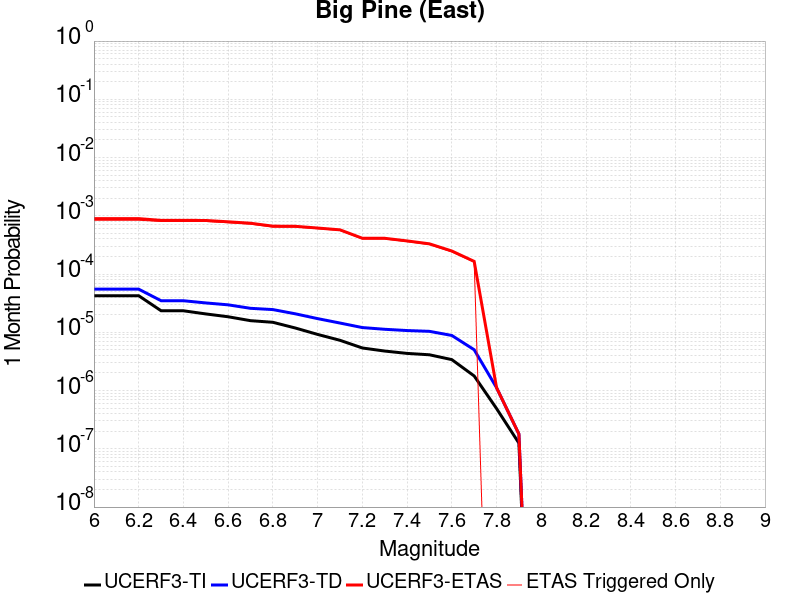 Big Pine (East)
1 Month Probability
10^0
10^-1
10^-2
10^-3
10^-4
10^-5
10^-6
10^-7
10^-8
6 6.2 6.4 6.6 6.8 7 7.2 7.4 7.6 7.8 8 8.2 8.4 8.6 8.8 9
Magnitude
UCERF3-TI UCERF3-TD UCERF3-ETAS ETAS Triggered Only